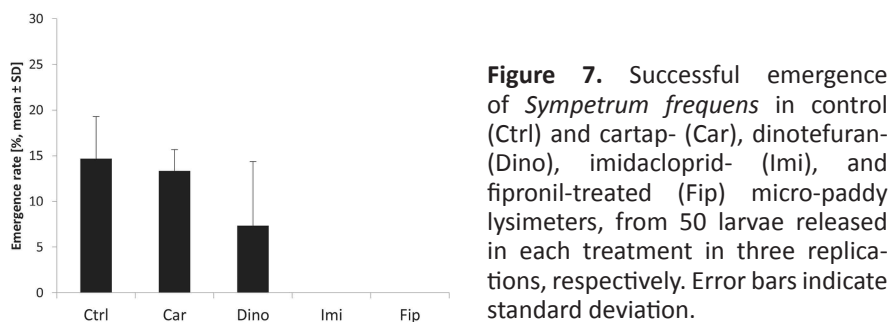 Emergence rate [%, mean ± SD]
30
25
20
15
10
5
0
Ctrl Car Dino Imi Fip
Figure 7. Successful emergence
of Sympetrum frequens in control
(Ctrl) and cartap- (Car), dinotefuran-
(Dino), imidacloprid- (Imi), and
fipronil-treated (Fip) micro-paddy
lysimeters, from 50 larvae released
in each treatment in three replica-
tions, respectively. Error bars indicate
standard deviation.